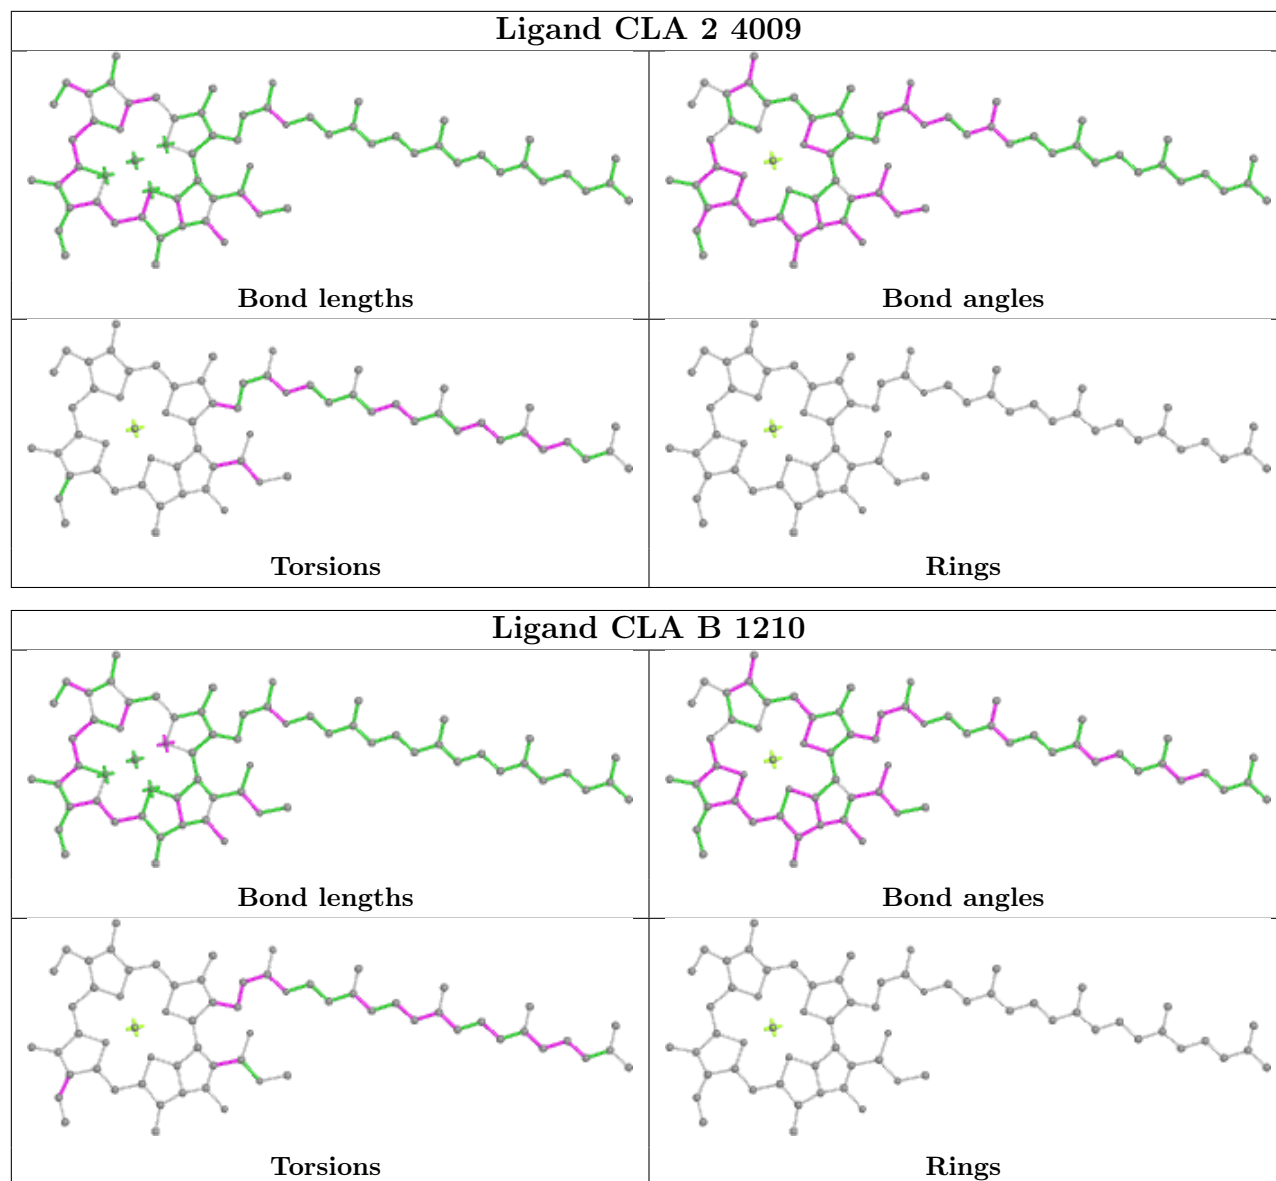 Ligand CLA 2 4009
Bond lengths
Bond angles
Torsions
Rings
Ligand CLA B 1210
Bond lengths
Bond angles
Torsions
Rings